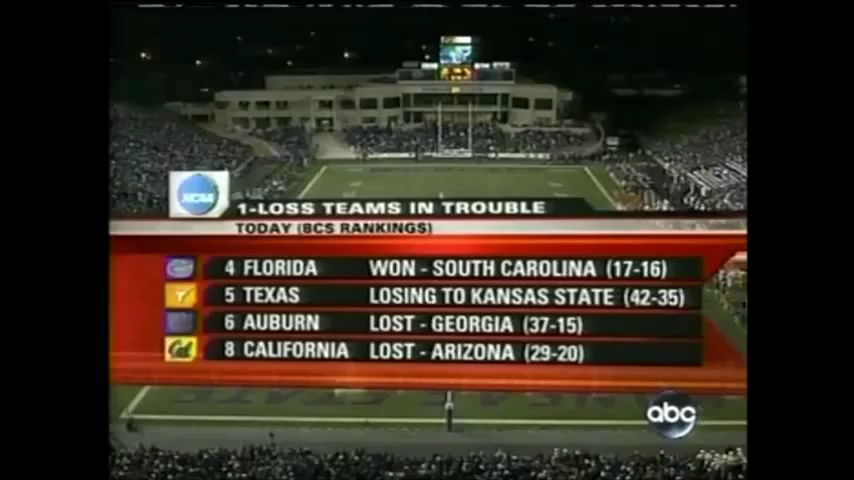 NCAA
1-LOSS TEAMS IN TROUBLE
TODAY (BCS RANKINGS)
4 FLORIDA WON - SOUTH CAROLINA (17-16)
5 TEXAS LOSING TO KANSAS STATE (42-35)
6 AUBURN LOST - GEORGIA (37-15)
8 CALIFORNIA LOST - ARIZONA (29-20)
Cal
abc